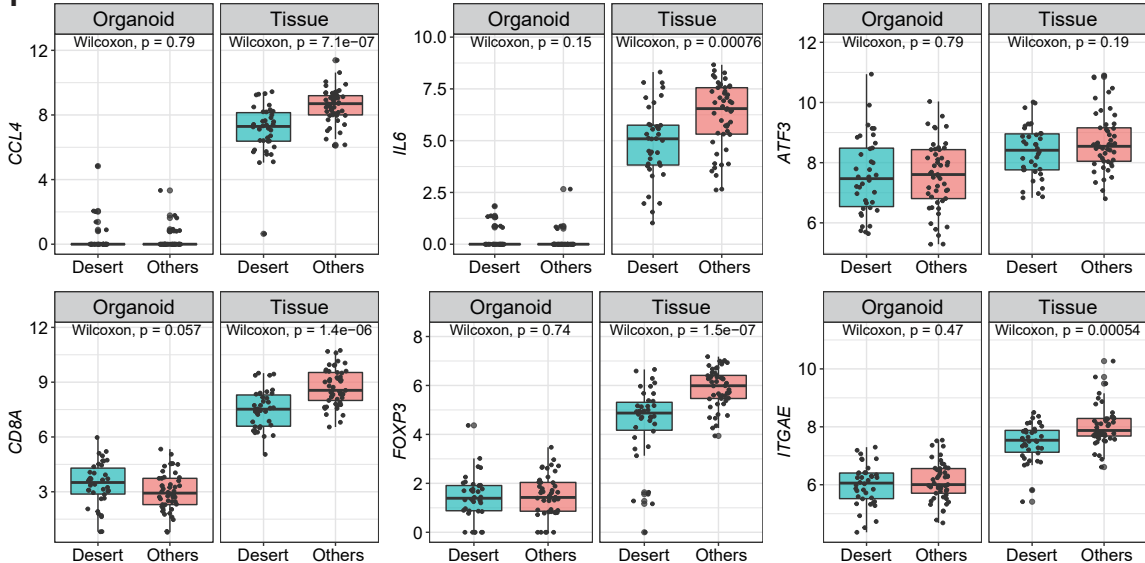 Organoid Tissue Organoid Tissue Organoid Tissue
Wilcoxon, p = 0.79 Wilcoxon, p = 7.1e-07 Wilcoxon, p = 0.15 Wilcoxon, p = 0.00076 Wilcoxon, p = 0.79 Wilcoxon, p = 0.19
CCL4
12
8
4
0
IL6
10.0
7.5
5.0
2.5
0.0
ATF3
12
10
8
6
Desert Others Desert Others Desert Others Desert Others Desert Others Desert Others
Organoid Tissue Organoid Tissue Organoid Tissue
Wilcoxon, p = 0.057 Wilcoxon, p = 1.4e-06 Wilcoxon, p = 0.74 Wilcoxon, p = 1.5e-07 Wilcoxon, p = 0.47 Wilcoxon, p = 0.00054
CD8A
12
9
6
3
FOXP3
8
6
4
2
0
ITGAE
10
8
6
Desert Others Desert Others Desert Others Desert Others Desert Others Desert Others